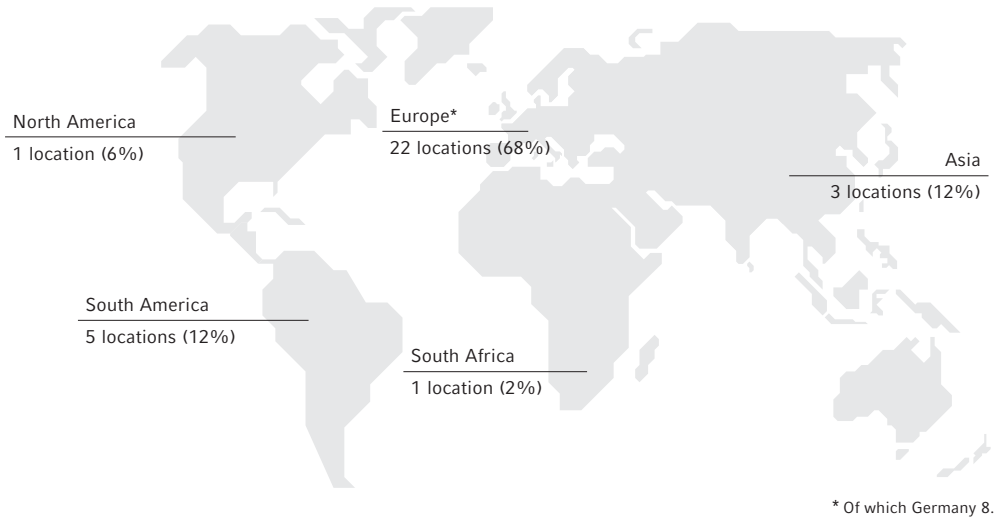 North America
1 location (6%)
Europe*
22 locations (68%)
Asia
3 locations (12%)
South America
5 locations (12%)
South Africa
1 location (2%)
* Of which Germany 8.